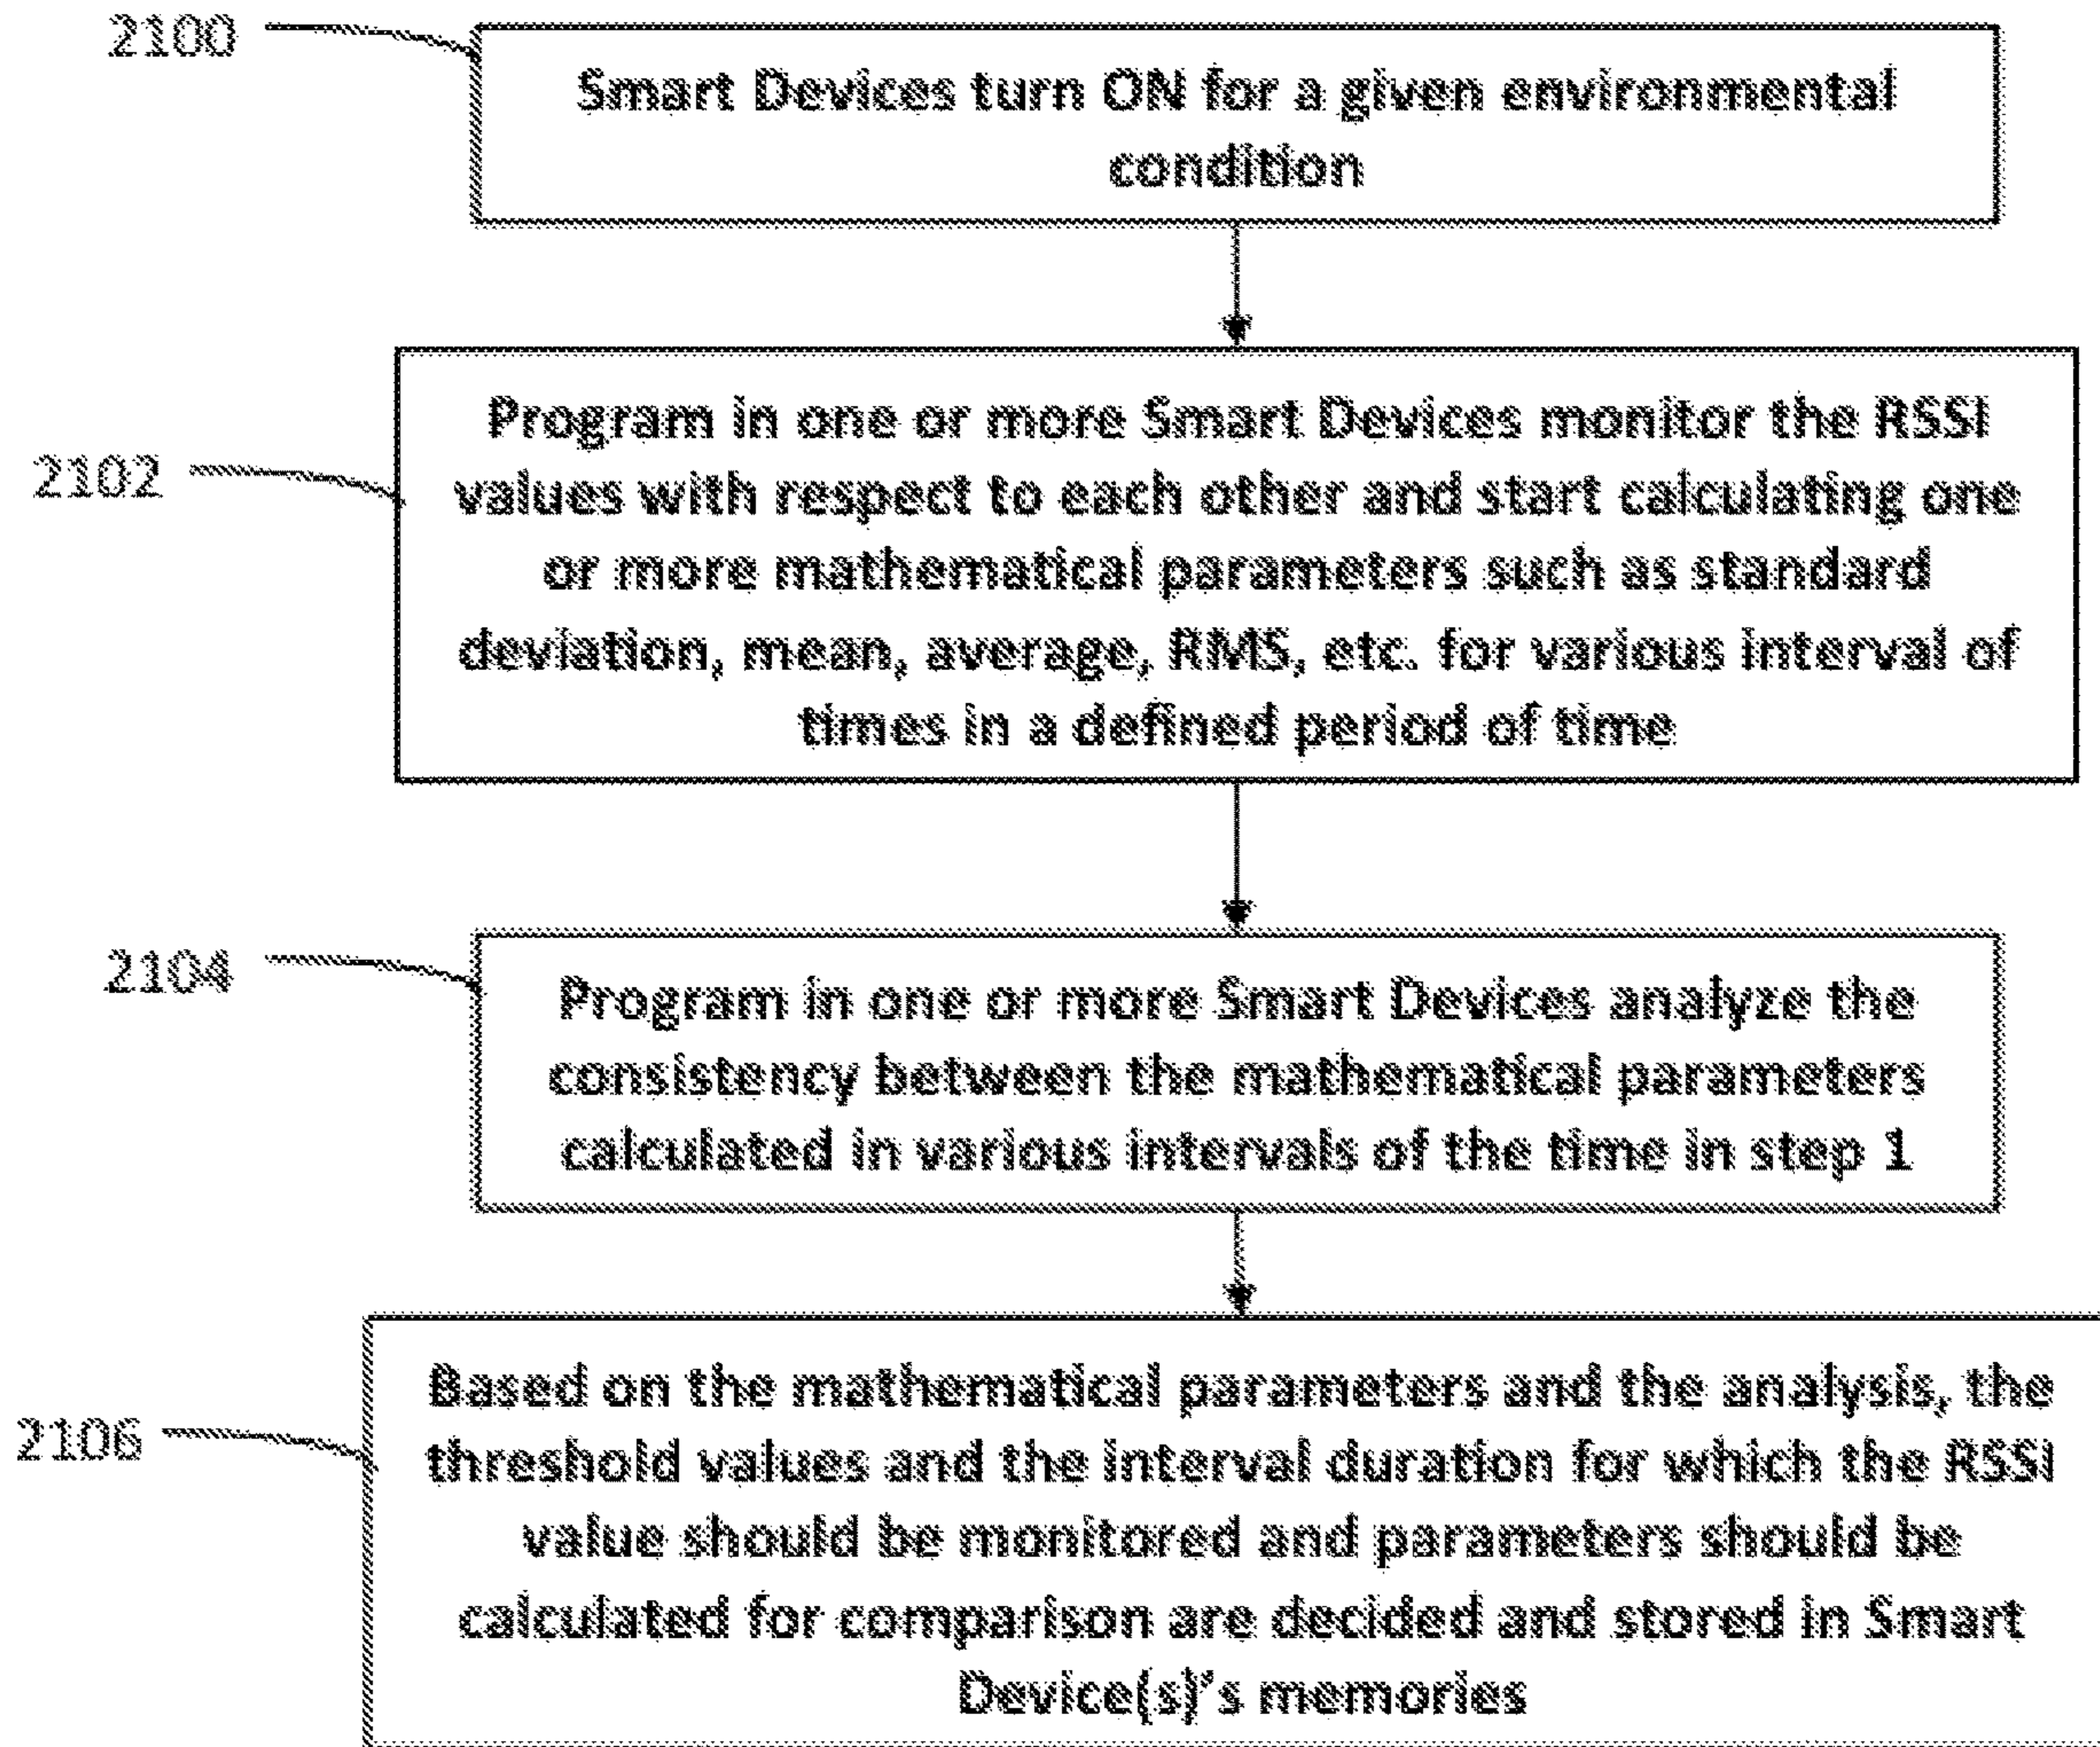 2100
Smart Devices turn ON for a given environmental
condition
2102
Program in one or more Smart Devices monitor the RSSI
values with respect to each other and start calculating one
or more mathematical parameters such as standard
deviation, mean, average, RMS, etc. for various interval of
times in a defined period of time
2104
Program in one or more Smart Devices analyze the
consistency between the mathematical parameters
calculated in various intervals of the time in step 1
2106
Based on the mathematical parameters and the analysis, the
threshold values and the interval duration for which the RSSI
value should be monitored and parameters should be
calculated for comparison are decided and stored in Smart
Device(s)'s memories